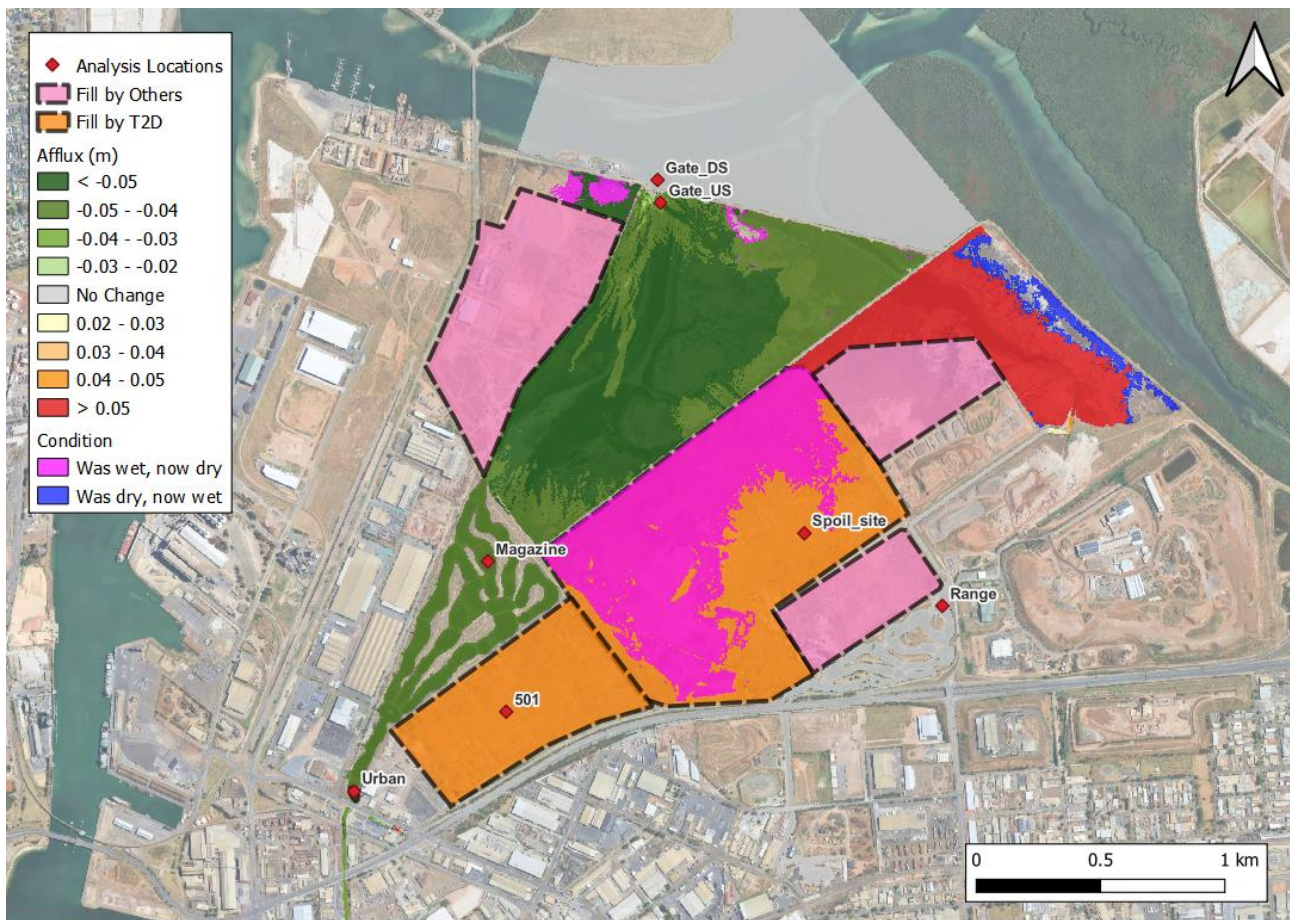 Analysis Locations
Fill by Others
Fill by T2D
Afflux (m)
< -0.05
-0.05 - -0.04
-0.04 - -0.03
-0.03 - -0.02
No Change
0.02 - 0.03
0.03 - 0.04
0.04 - 0.05
> 0.05
Condition
Was wet, now dry
Was dry, now wet
Gate_DS
Gate_US
Spoil_site
Magazine
Range
501
Urban
0 0.5 1 km